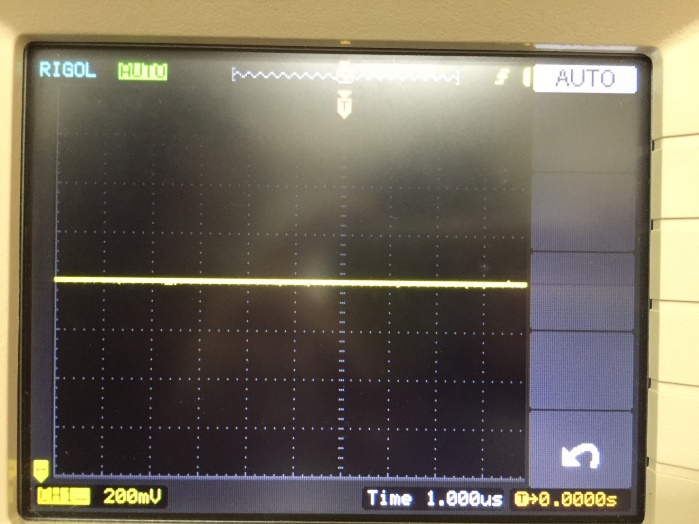 RIGOL AUTO AUTO
T
200mV Time 1.000us T→0.0000s